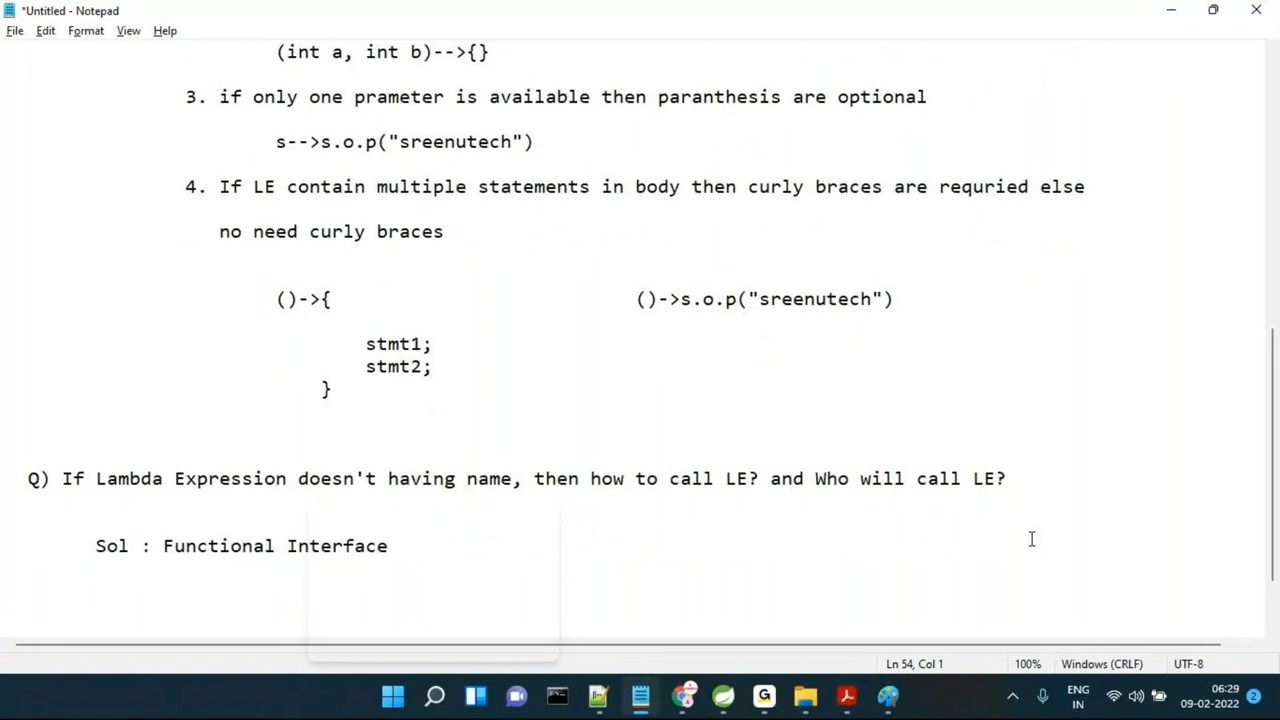 *Untitled - Notepad
File Edit Format View Help
(int a, int b)-->{}
3. if only one prameter is available then paranthesis are optional
s-->s.o.p("sreenutech")
4. If LE contain multiple statements in body then curly braces are requried else
no need curly braces
()->{ ()->s.o.p("sreenutech")
stmt1;
stmt2;
}
Q) If Lambda Expression doesn't having name, then how to call LE? and Who will call LE?
Sol : Functional Interface
Ln 54, Col 1 100% Windows (CRLF) UTF-8
ENG 06:29
IN 09-02-2022 2